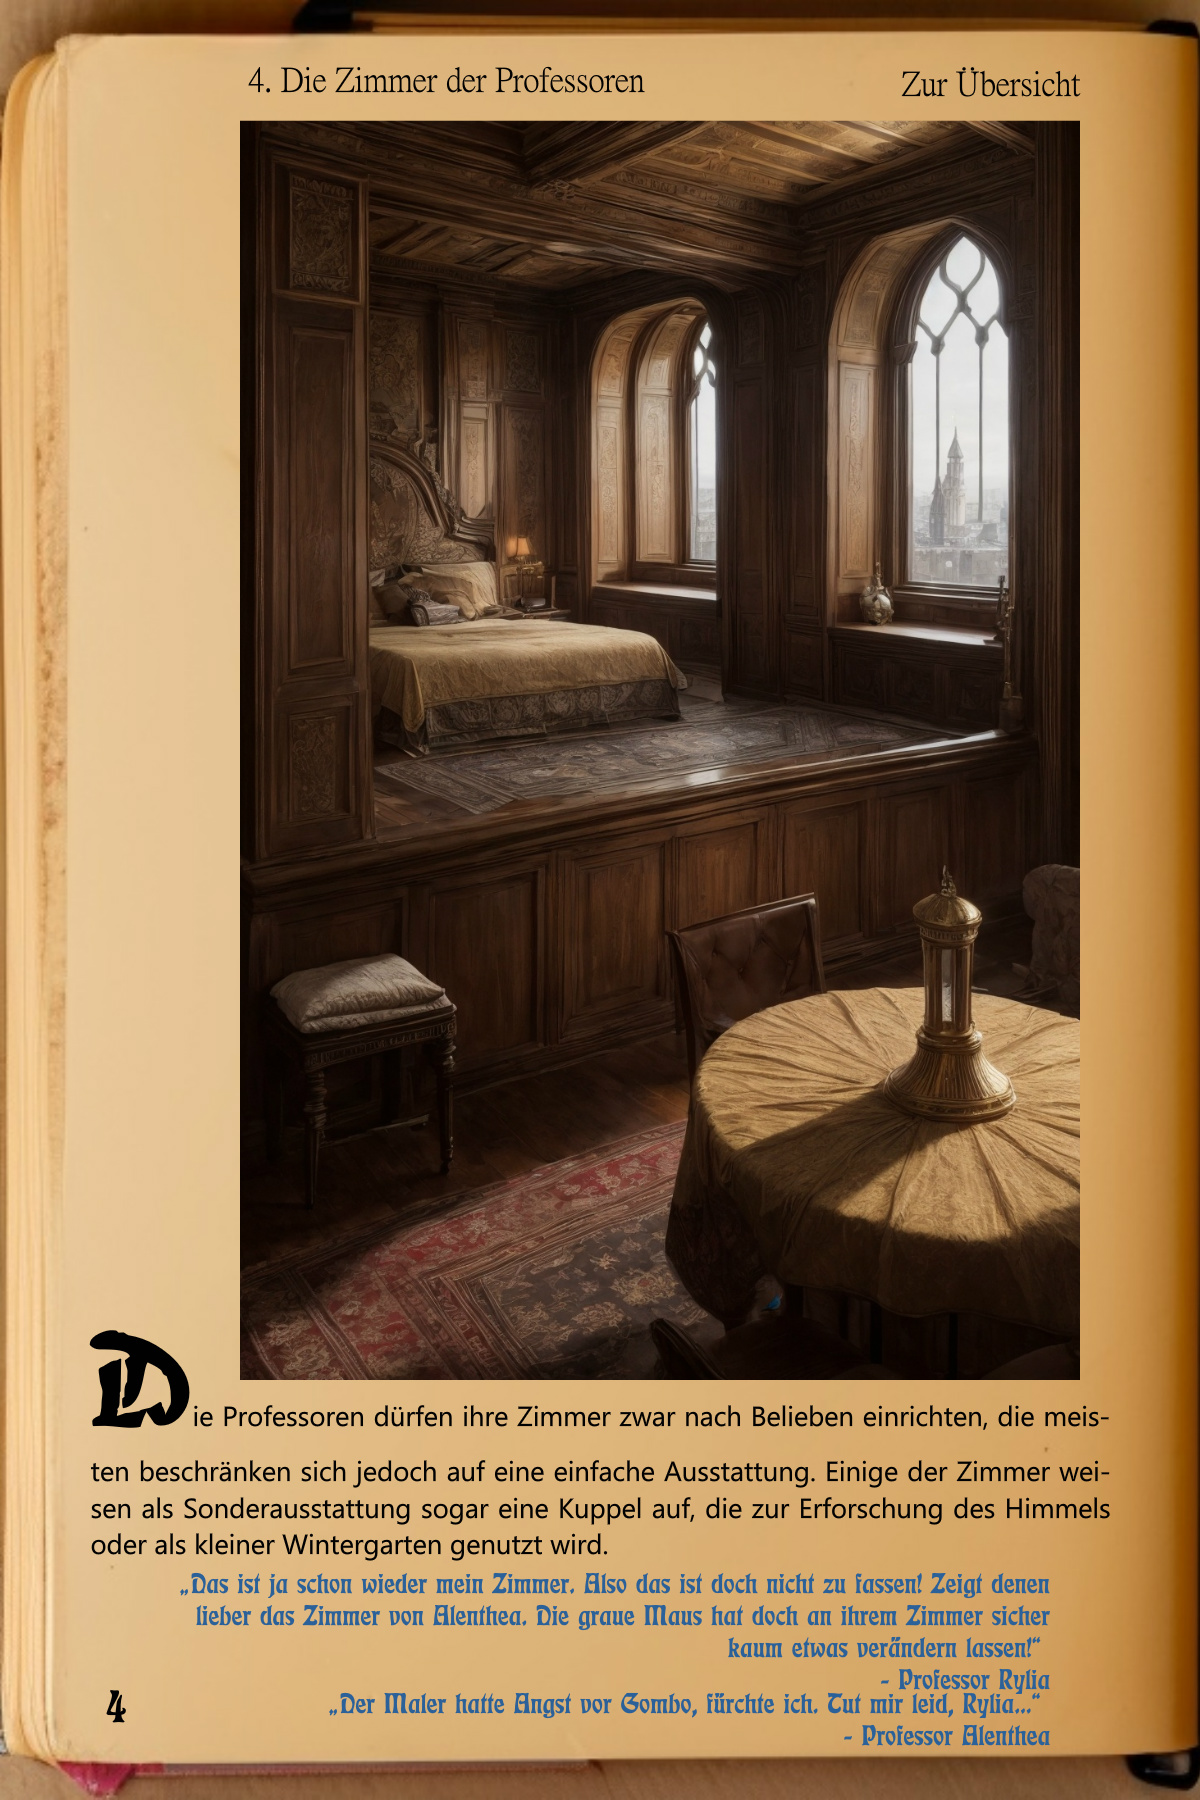 4. Die Zimmer der Professoren
Zur Übersicht
Die Professoren dürfen ihre Zimmer zwar nach Belieben einrichten, die meis-
ten beschränken sich jedoch auf eine einfache Ausstattung. Einige der Zimmer wei-
sen als Sonderausstattung sogar eine Kuppel auf, die zur Erforschung des Himmels
oder als kleiner Wintergarten genutzt wird.
„Das ist ja schon wieder mein Zimmer. Also das ist doch nicht zu fassen! Zeigt denen
lieber das Zimmer von Alenthea. Die graue Maus hat doch an ihrem Zimmer sicher
kaum etwas verändern lassen!“
- Professor Rylia
„Der Maler hatte Angst vor Gombo, fürchte ich. Tut mir leid, Rylia...“
- Professor Alenthea
4